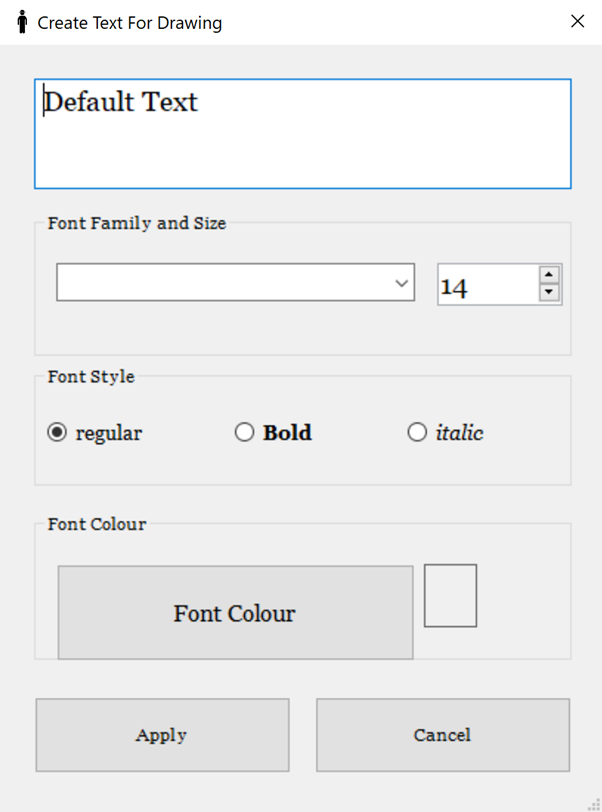 Create Text For Drawing
Default Text
Font Family and Size
14
Font Style
regular Bold italic
Font Colour
Font Colour
Apply Cancel